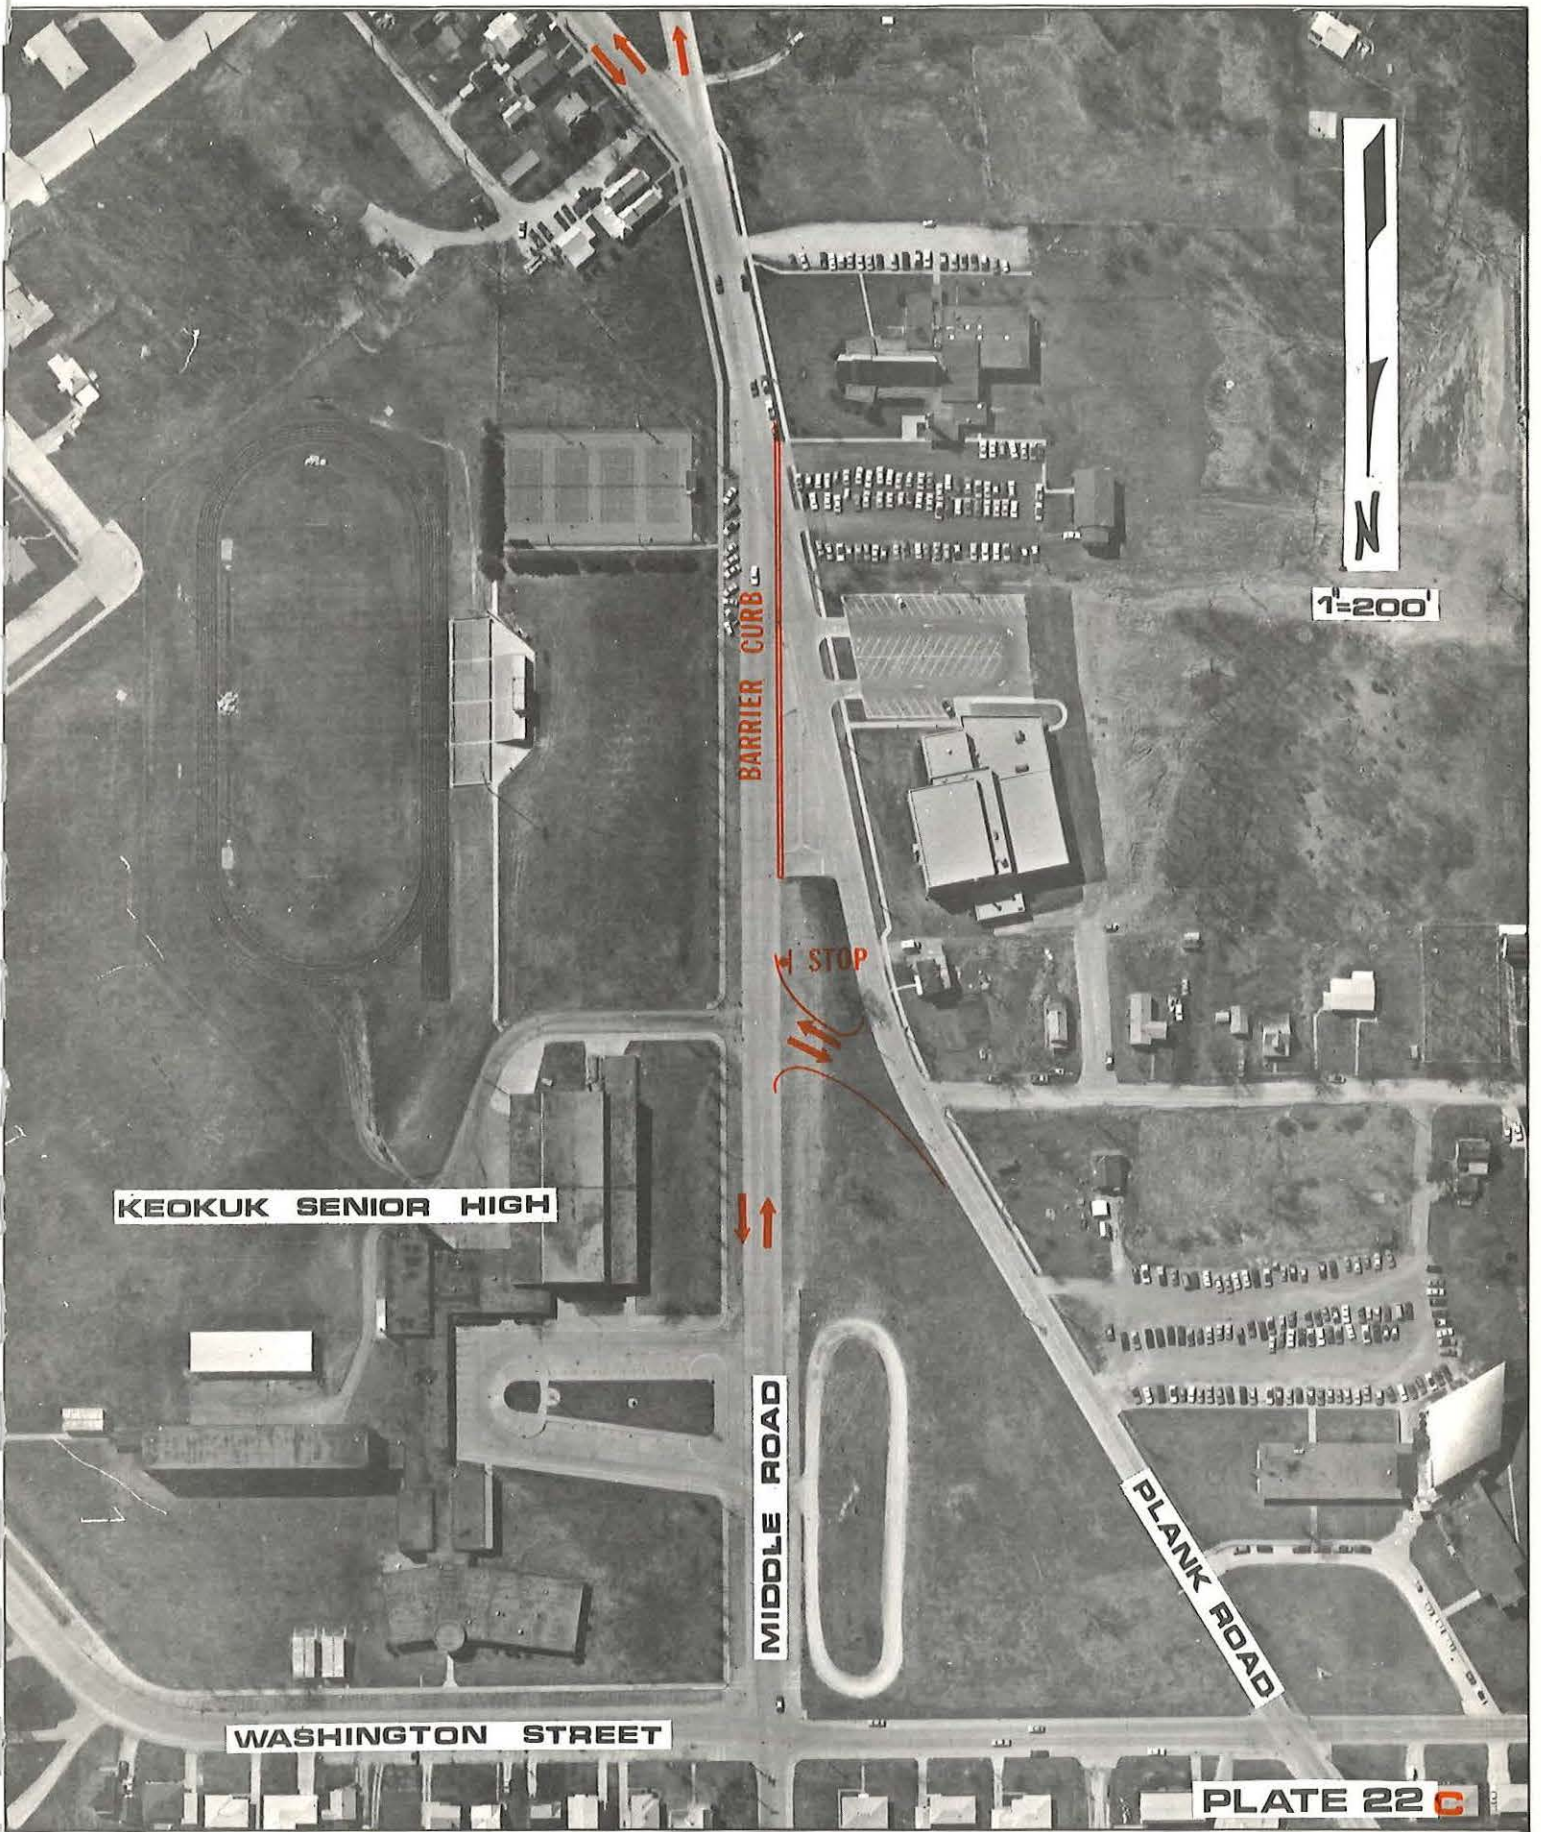 N
1"=200'
BARRIER CURB
STOP
KEOKUK SENIOR HIGH
MIDDLE ROAD
PLANK ROAD
WASHINGTON STREET
PLATE 22 C